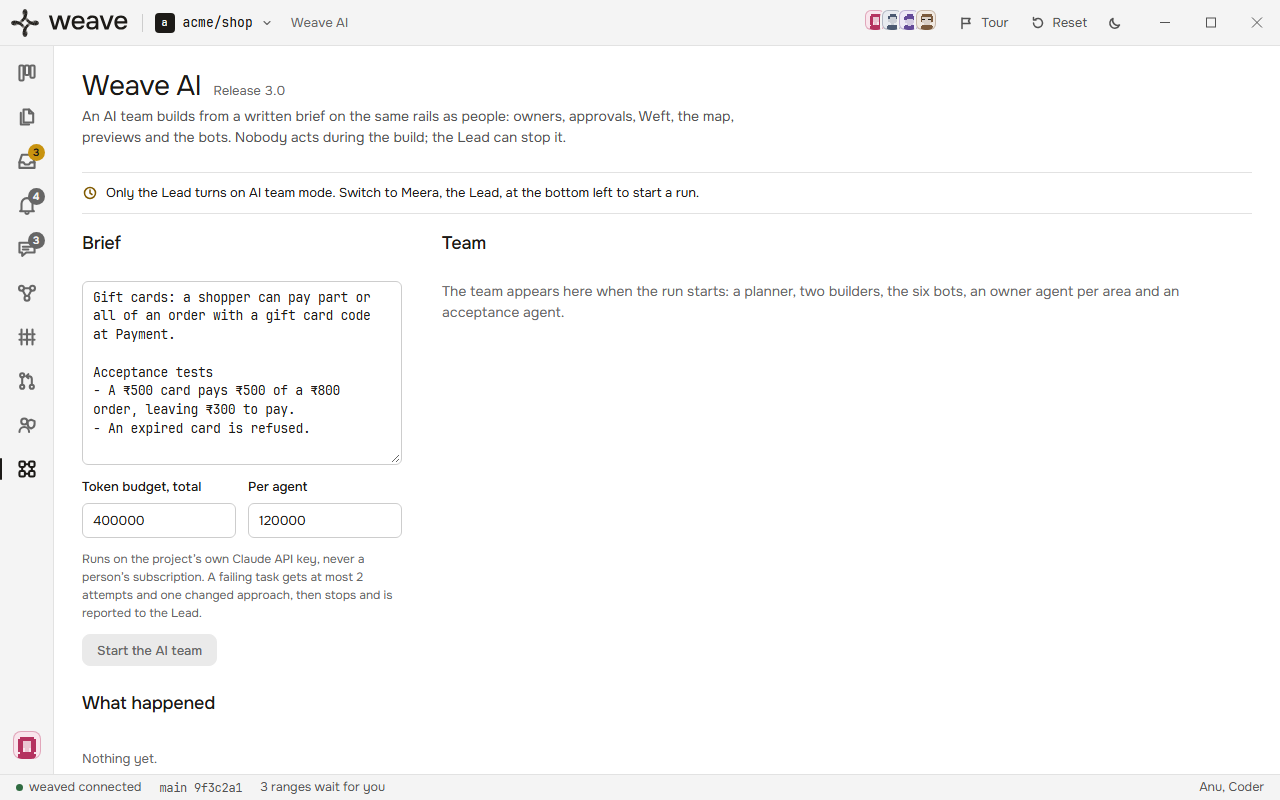 weave
a acme/shop
Weave AI
Tour
Reset
3
4
3
Weave AI Release 3.0
An AI team builds from a written brief on the same rails as people: owners, approvals, Weft, the map,
previews and the bots. Nobody acts during the build; the Lead can stop it.
Only the Lead turns on AI team mode. Switch to Meera, the Lead, at the bottom left to start a run.
Brief
Gift cards: a shopper can pay part or
all of an order with a gift card code
at Payment.
Acceptance tests
- A ₹500 card pays ₹500 of a ₹800
order, leaving ₹300 to pay.
- An expired card is refused.
Token budget, total
Per agent
400000
120000
Runs on the project's own Claude API key, never a
person's subscription. A failing task gets at most 2
attempts and one changed approach, then stops and is
reported to the Lead.
Start the AI team
What happened
Nothing yet.
Team
The team appears here when the run starts: a planner, two builders, the six bots, an owner agent per area and an
acceptance agent.
weaved connected
main 9f3c2a1
3 ranges wait for you
Anu, Coder